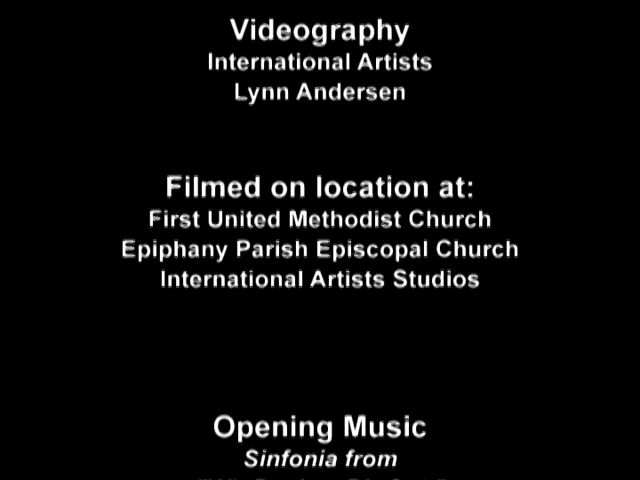 Videography
International Artists
Lynn Andersen
Filmed on location at:
First United Methodist Church
Epiphany Parish Episcopal Church
International Artists Studios
Opening Music
Sinfonia from